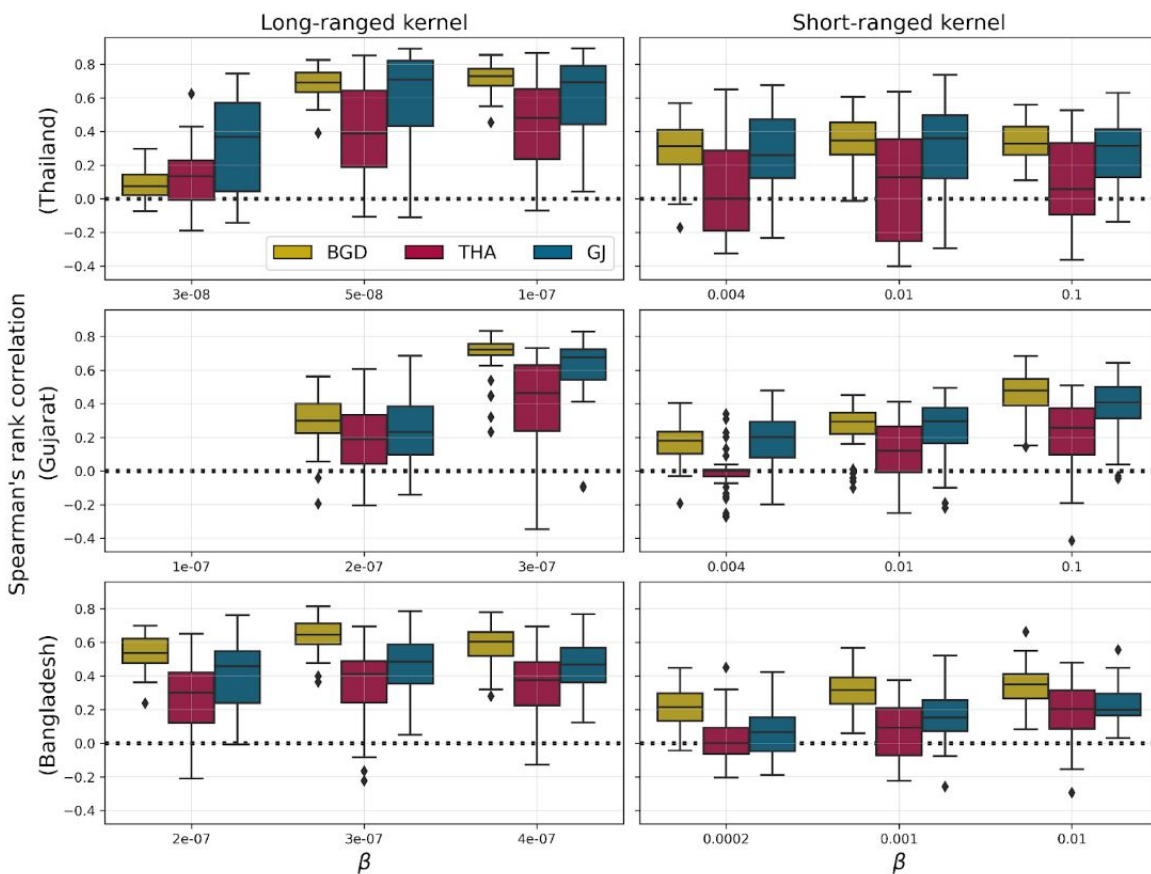 Long-ranged kernel
Short-ranged kernel
Spearman's rank correlation
(Thailand)
0.8
0.6
0.4
0.2
0.0
−0.2
−0.4
BGD THA GJ
3e-08 5e-08 1e-07
0.004 0.01 0.1
(Gujarat)
0.8
0.6
0.4
0.2
0.0
−0.2
−0.4
1e-07 2e-07 3e-07
0.004 0.01 0.1
(Bangladesh)
0.8
0.6
0.4
0.2
0.0
−0.2
−0.4
2e-07 3e-07 4e-07
0.0002 0.001 0.01
β
β